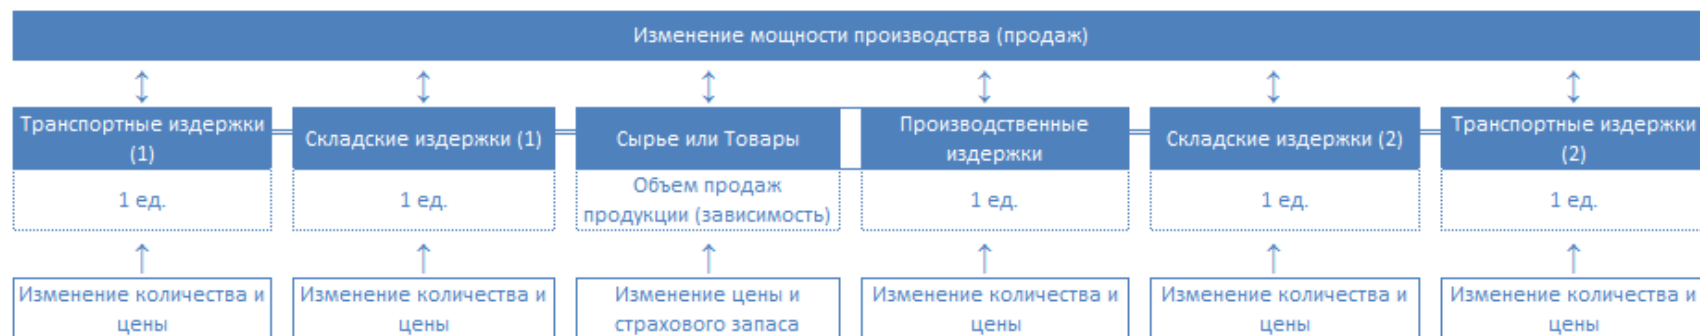 Изменение мощности производства (продаж)
Транспортные издержки
(1)
Складские издержки (1)
Сырье или Товары
Производственные
издержки
Складские издержки (2)
Транспортные издержки
(2)
1 ед.
1 ед.
Объем продаж
продукции (зависимость)
1 ед.
1 ед.
1 ед.
Изменение количества и
цены
Изменение количества и
цены
Изменение цены и
страхового запаса
Изменение количества и
цены
Изменение количества и
цены
Изменение количества и
цены